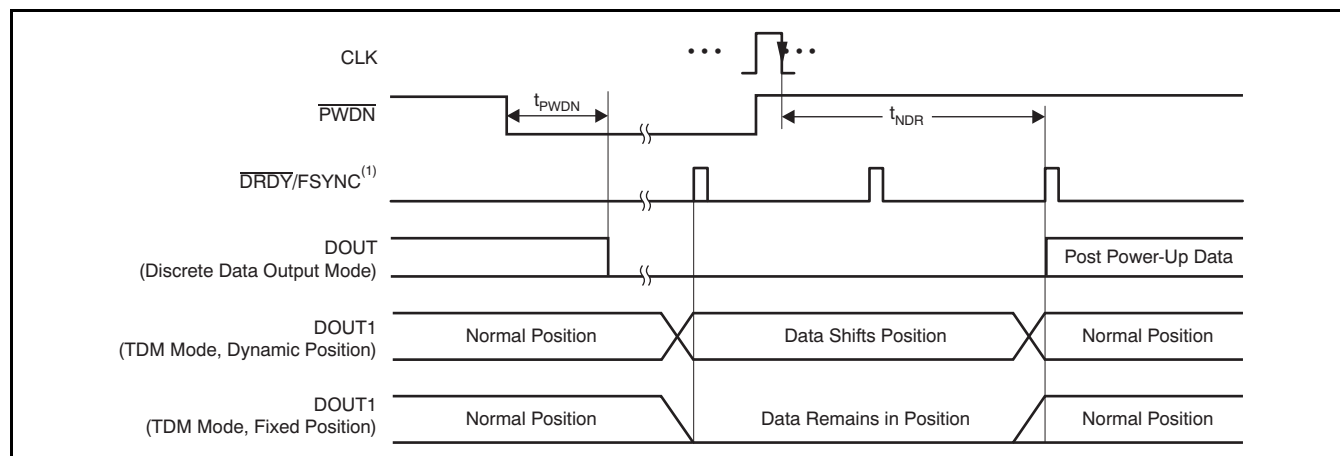 CLK
PWDN
tPWDN
tNDR
DRDY/FSYNC(1)
DOUT
(Discrete Data Output Mode)
Post Power-Up Data
DOUT1
(TDM Mode, Dynamic Position)
Normal Position
Data Shifts Position
Normal Position
DOUT1
(TDM Mode, Fixed Position)
Normal Position
Data Remains in Position
Normal Position